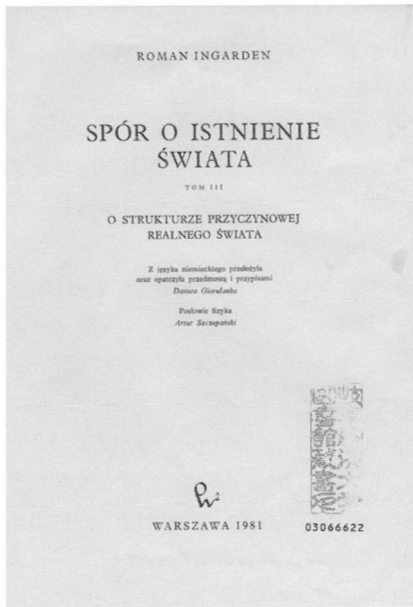 ROMAN INGARDEN
SPÓR O ISTNIENIE
ŚWIATA
TOM III
O STRUKTURZE PRZYCZYNOWEJ
REALNEGO ŚWIATA
Z języka niemieckiego przełożyła
oraz opatrzyła przedmową i przypisami
Danuta Gierulanka
Posłowie fizyka
Artur Szczepański
WARSZAWA 1981
03066622